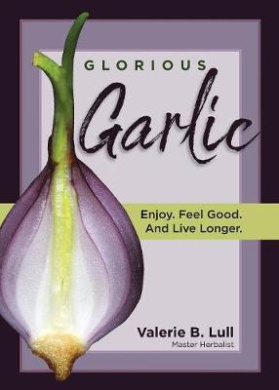 GLORIOUS
Garlic
Enjoy. Feel Good.
And Live Longer.
Valerie B. Lull
Master Herbalist